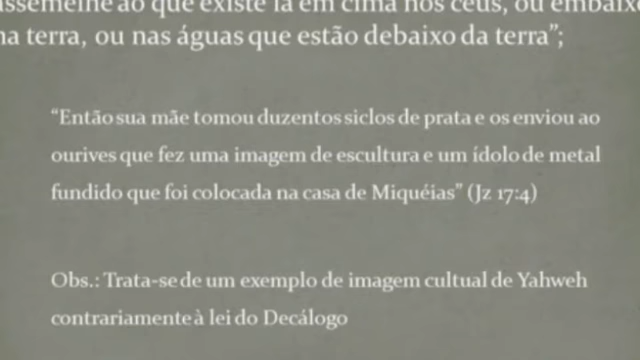 assemelhe ao que existe lá em cima nos céus, ou embaixo
na terra, ou nas águas que estão debaixo da terra”;
“Então sua mãe tomou duzentos siclos de prata e os enviou ao
ourives que fez uma imagem de escultura e um ídolo de metal
fundido que foi colocada na casa de Miquéias” (Jz 17:4)
Obs.: Trata-se de um exemplo de imagem cultual de Yahweh
contrariamente à lei do Decálogo